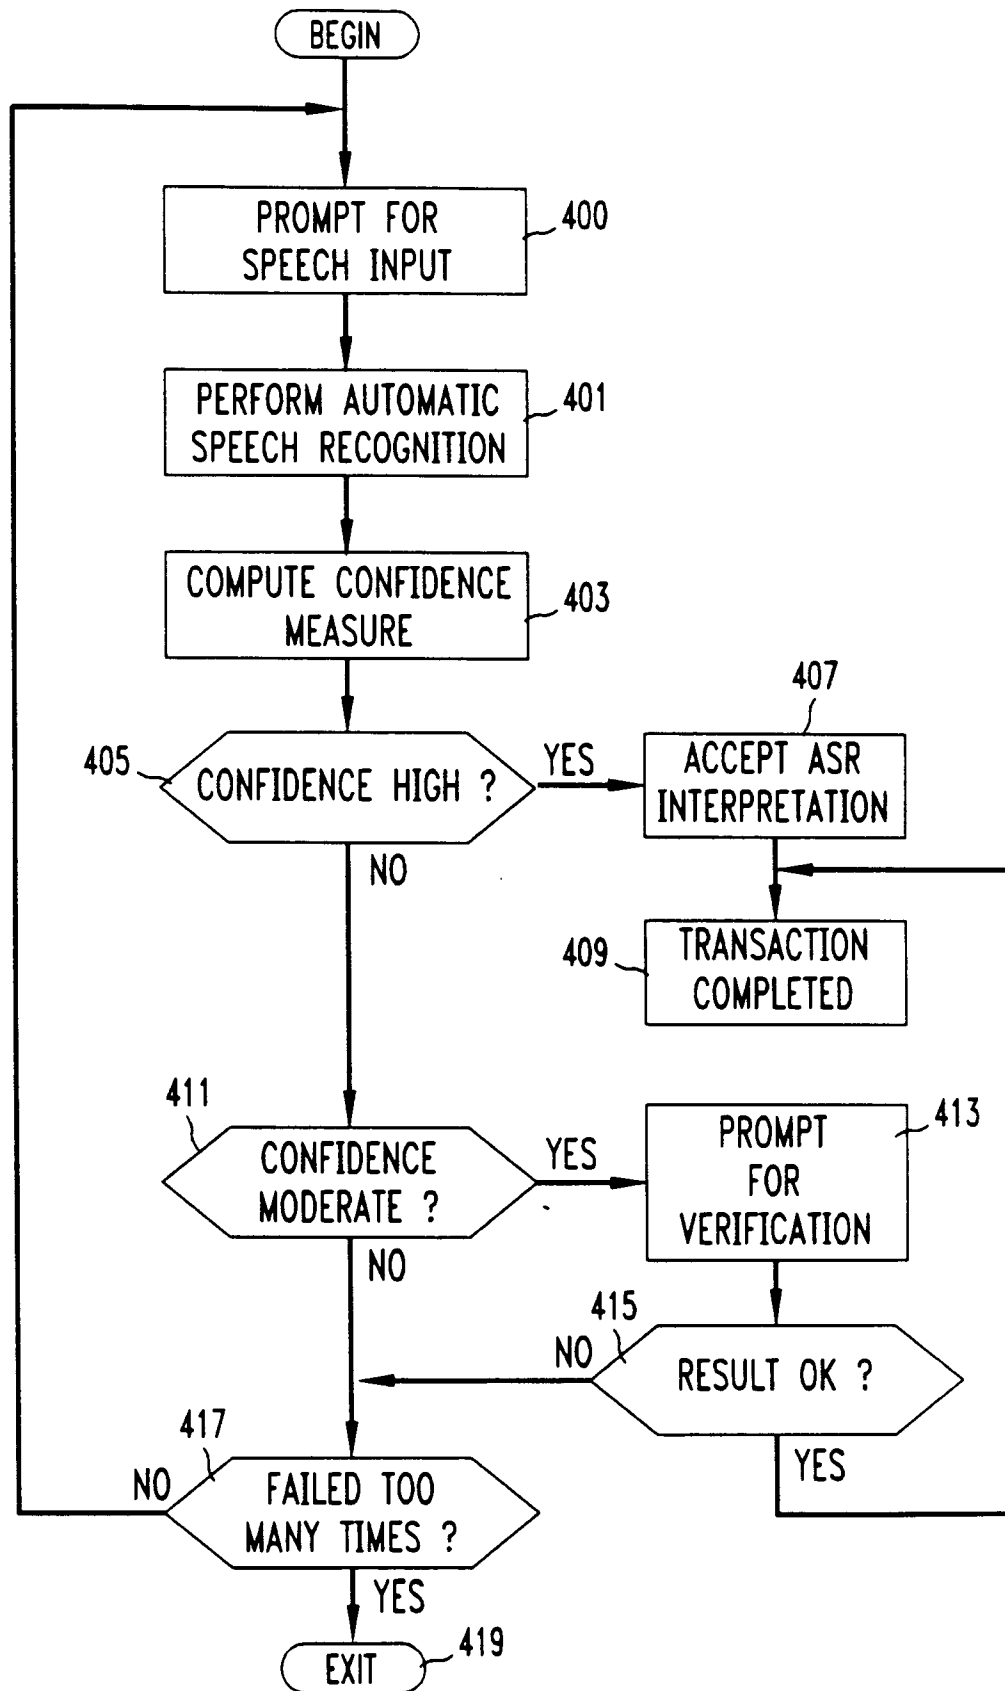 BEGIN
PROMPT FOR
SPEECH INPUT
400
PERFORM AUTOMATIC
SPEECH RECOGNITION
401
COMPUTE CONFIDENCE
MEASURE
403
405
CONFIDENCE HIGH ?
YES
NO
407
ACCEPT ASR
INTERPRETATION
409
TRANSACTION
COMPLETED
411
CONFIDENCE
MODERATE ?
YES
NO
413
PROMPT
FOR
VERIFICATION
415
RESULT OK ?
NO
YES
417
FAILED TOO
MANY TIMES ?
NO
YES
EXIT
419